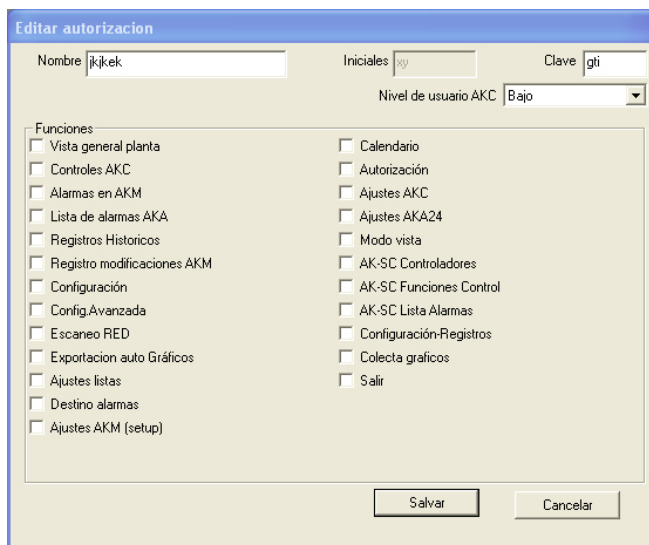 Editar autorizacion
Nombre jkjkek Iniciales xy Clave gti
Nivel de usuario AKC Bajo
Funciones
Vista general planta Calendario
Controles AKC Autorización
Alarmas en AKM Ajustes AKC
Lista de alarmas AKA Ajustes AKA24
Registros Historicos Modo vista
Registro modificaciones AKM AK-SC Controladores
Configuración AK-SC Funciones Control
Config.Avanzada AK-SC Lista Alarmas
Escaneo RED Configuración-Registros
Exportacion auto Gráficos Colecta graficos
Ajustes listas Salir
Destino alarmas
Ajustes AKM (setup)
Salvar Cancelar